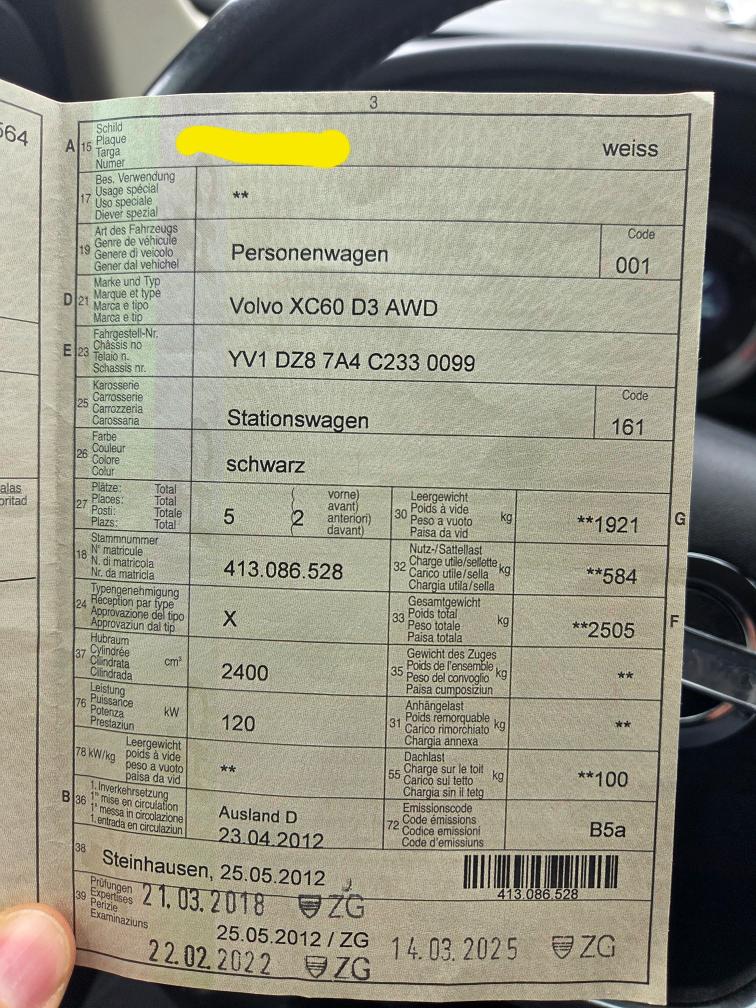 3
564
A 15 Schild
Plaque
Targa
Numer
weiss
17 Bes. Verwendung
Usage spécial
Uso speciale
Diever spezial
**
19 Art des Fahrzeugs
Genre de véhicule
Genere di veicolo
Gener dal vehichel
Personenwagen
Code
001
D 21 Marke und Typ
Marque et type
Marca e tipo
Marca e tip
Volvo XC60 D3 AWD
E 23 Fahrgestell-Nr.
Châssis no
Telaio n.
Schassis nr.
YV1 DZ8 7A4 C233 0099
25 Karosserie
Carrosserie
Carrozzeria
Carossaria
Stationswagen
Code
161
26 Farbe
Couleur
Colore
Colur
schwarz
alas
oritad
27 Plätze: Total
Places: Total
Posti: Totale
Plazs: Total
5
2
vorne)
avant)
anteriori)
davant)
30 Leergewicht
Poids à vide
Peso a vuoto
Paisa da vid
kg
**1921
G
18 Stammnummer
N° matricule
N. di matricola
Nr. da matricla
413.086.528
32 Nutz-/Sattellast
Charge utile/sellette
Carico utile/sella
Chargia utila/sella
kg
**584
24 Typengenehmigung
Réception par type
Approvazione del tipo
Approvaziun dal tip
X
33 Gesamtgewicht
Poids total
Peso totale
Paisa totala
kg
**2505
F
37 Hubraum
Cylindrée
Cilindrata
Cilindrada
cm³
2400
35 Gewicht des Zuges
Poids de l'ensemble
Peso del convoglio
Paisa cumposiziun
kg
**
76 Leistung
Puissance
Potenza
Prestaziun
kW
120
31 Anhängelast
Poids remorquable
Carico rimorchiato
Chargia annexa
kg
**
78 kW/kg Leergewicht
poids à vide
peso a vuoto
paisa da vid
**
55 Dachlast
Charge sur le toit
Carico sul tetto
Chargia sin il tetg
kg
**100
B 36 1. Inverkehrsetzung
1re mise en circulation
1a messa in circolazione
1. entrada en circulaziun
Ausland D
23.04.2012
72 Emissionscode
Code émissions
Codice emissioni
Code d'emissiuns
B5a
38
Steinhausen, 25.05.2012
413.086.528
39 Prüfungen
Expertises
Perizie
Examinaziuns
21.03.2018 ZG
25.05.2012 / ZG
14.03.2025 ZG
22.02.2022 ZG